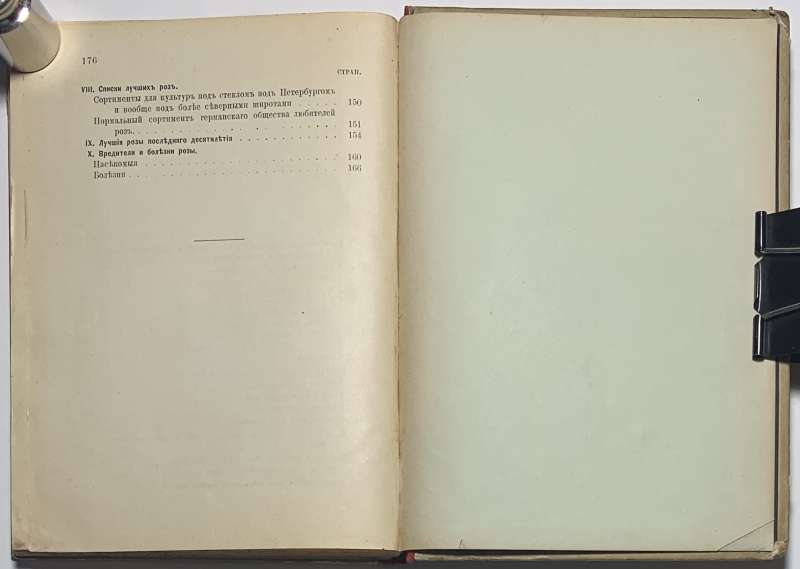 176
СТРАН.
VIII. Списки лучшихъ розъ.
Сортименты для культуръ подъ стекломъ подъ Петербургомъ
и вообще подъ болѣе сѣверными широтами . . . . . 150
Нормальный сортиментъ германскаго общества любителей
розъ. . . . . . . . . . . . . . . . . . . 151
IX. Лучшія розы послѣдняго десятилѣтія . . . . . . . . . . 154
X. Вредители и болѣзни розы.
Насѣкомыя . . . . . . . . . . . . . . . . . . 160
Болѣзни . . . . . . . . . . . . . . . . . . . 166